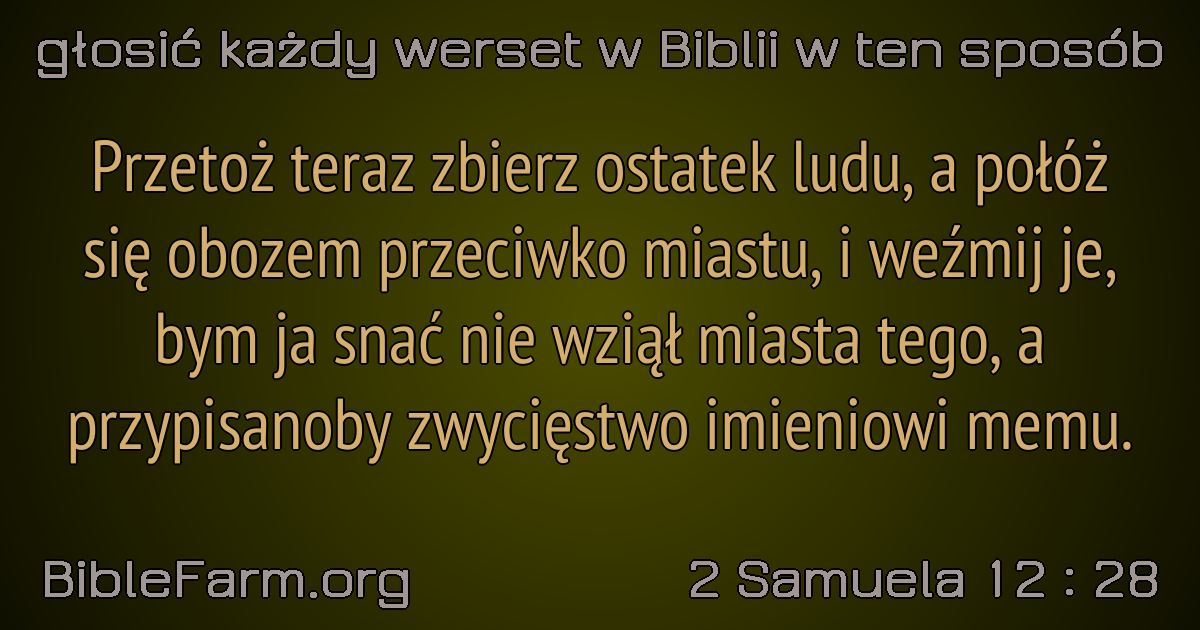 głosić każdy werset w Biblii w ten sposób
Przetoż teraz zbierz ostatek ludu, a połóż
się obozem przeciwko miastu, i weźmij je,
bym ja snać nie wziął miasta tego, a
przypisanoby zwycięstwo imieniowi memu.
BibleFarm.org
2 Samuela 12 : 28